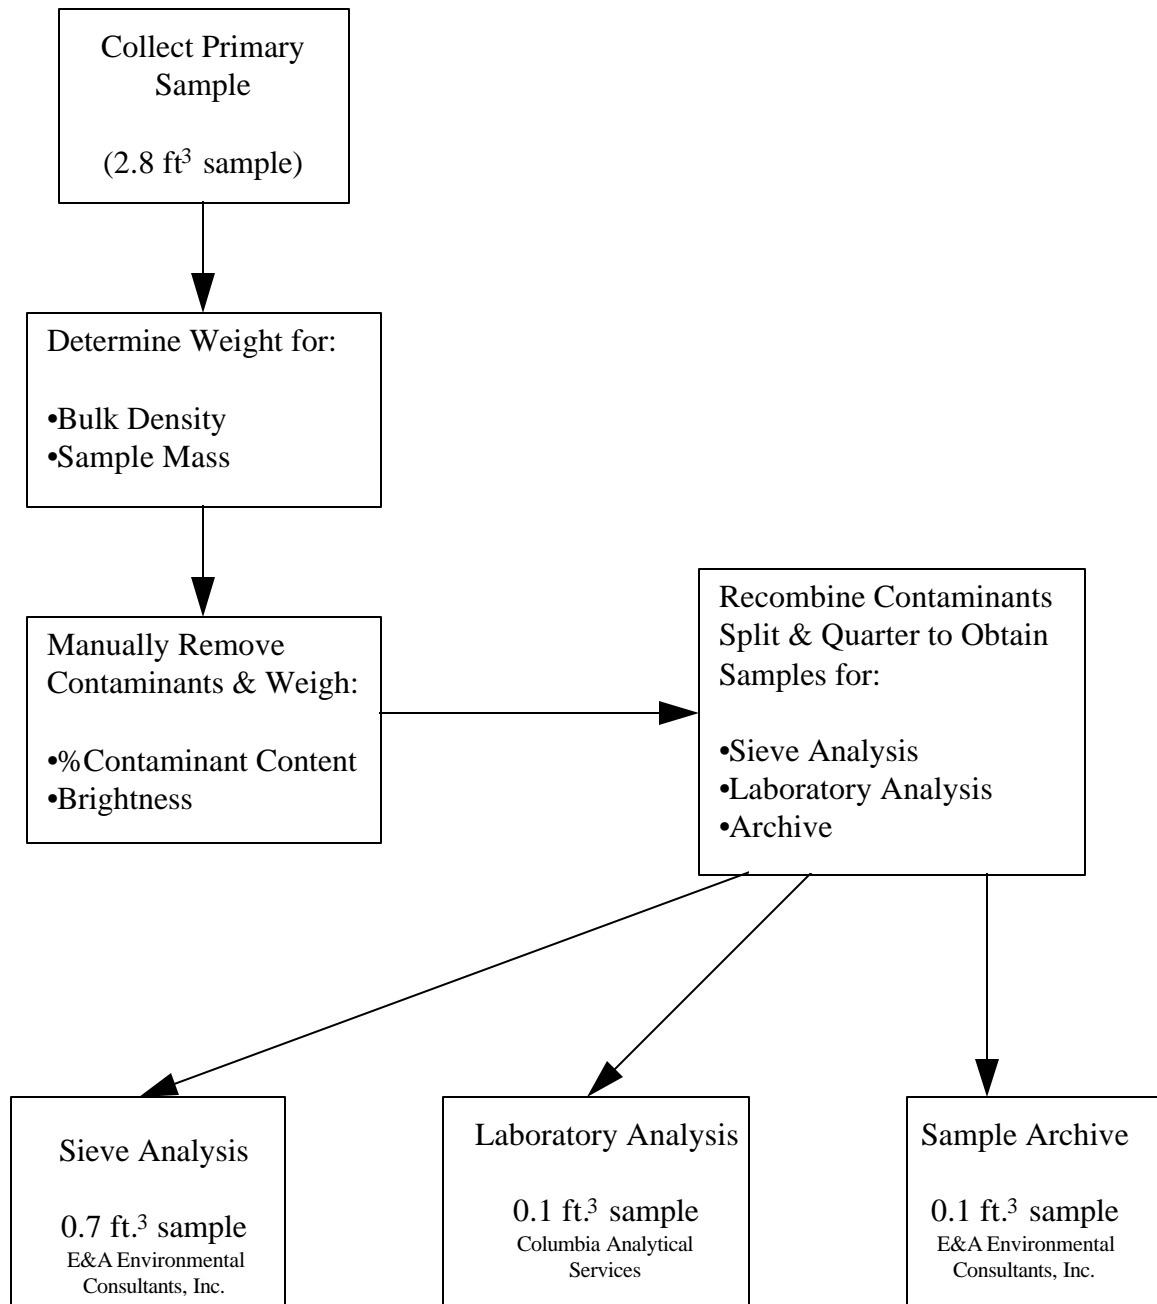 Collect Primary
Sample
(2.8 ft³ sample)
Determine Weight for:
•Bulk Density
•Sample Mass
Manually Remove
Contaminants & Weigh:
•%Contaminant Content
•Brightness
Recombine Contaminants
Split & Quarter to Obtain
Samples for:
•Sieve Analysis
•Laboratory Analysis
•Archive
Sieve Analysis
0.7 ft.³ sample
E&A Environmental
Consultants, Inc.
Laboratory Analysis
0.1 ft.³ sample
Columbia Analytical
Services
Sample Archive
0.1 ft.³ sample
E&A Environmental
Consultants, Inc.